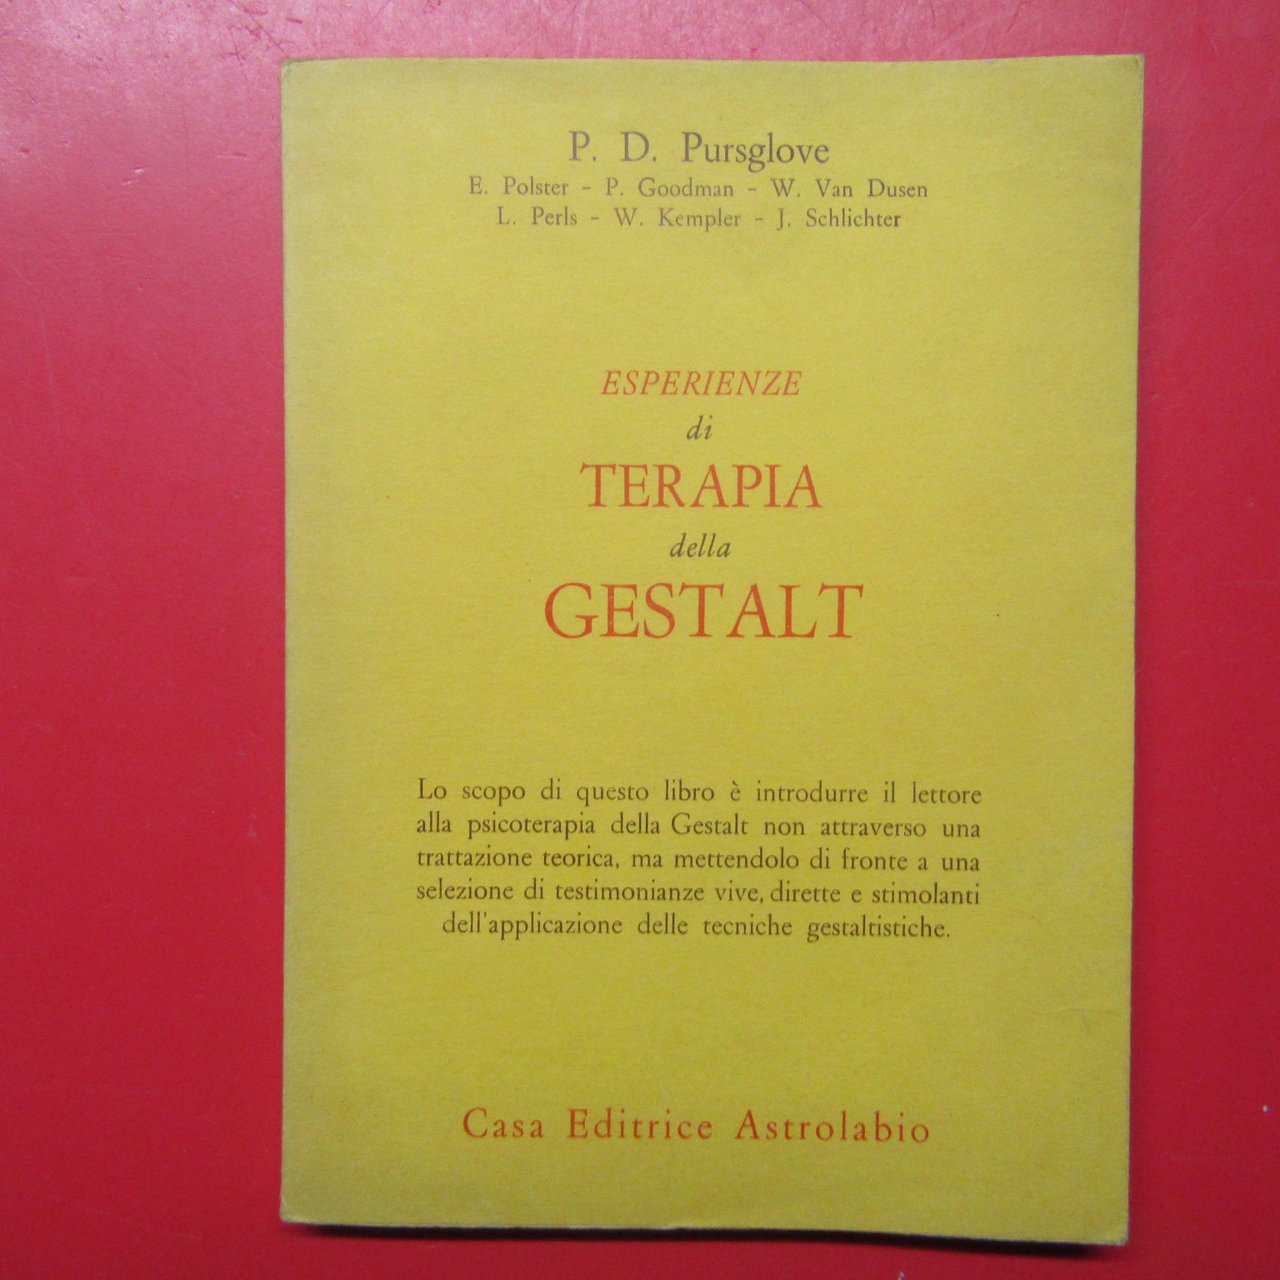 P. D. Pursglove
E. Polster - P. Goodman - W. Van Dusen
L. Perls - W. Kempler - J. Schlichter
ESPERIENZE
di
TERAPIA
della
GESTALT
Lo scopo di questo libro è introdurre il lettore
alla psicoterapia della Gestalt non attraverso una
trattazione teorica, ma mettendolo di fronte a una
selezione di testimonianze vive, dirette e stimolanti
dell'applicazione delle tecniche gestaltistiche.
Casa Editrice Astrolabio